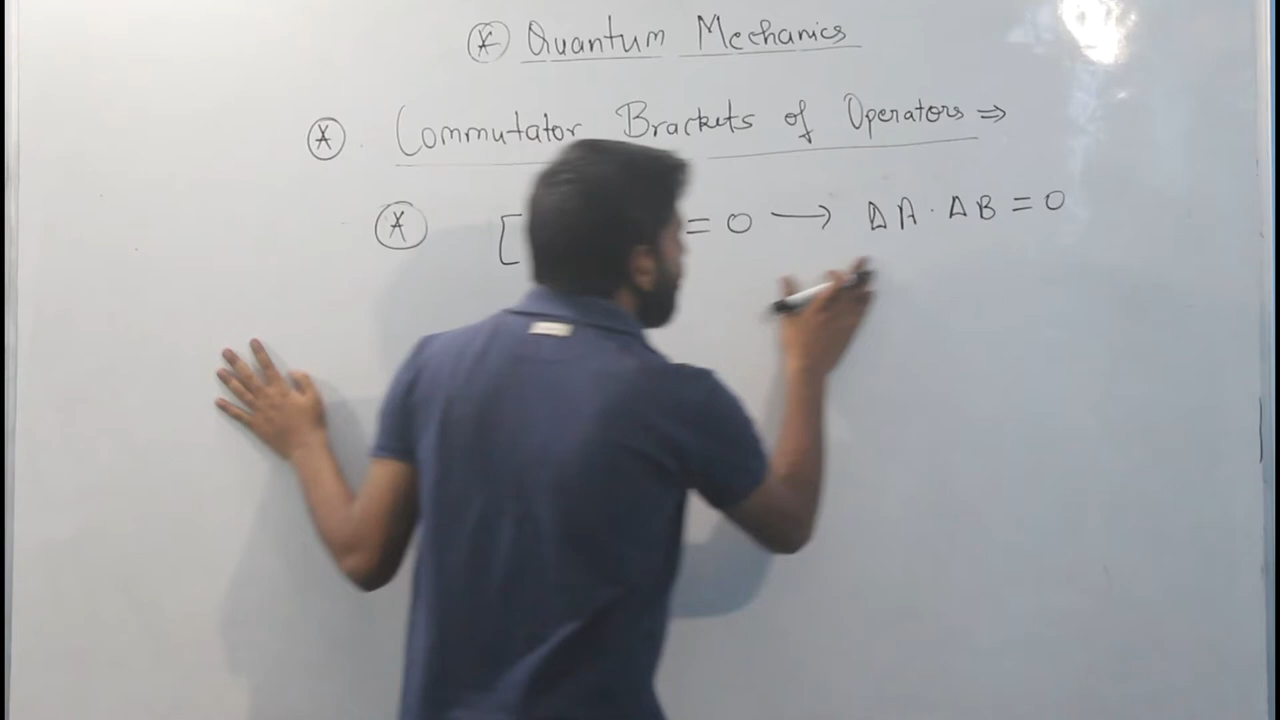 ⊛ Quantum Mechanics
⊛ Commutator Brackets of Operators ⇒
⊛ [ = 0 → ΔA · ΔB = 0